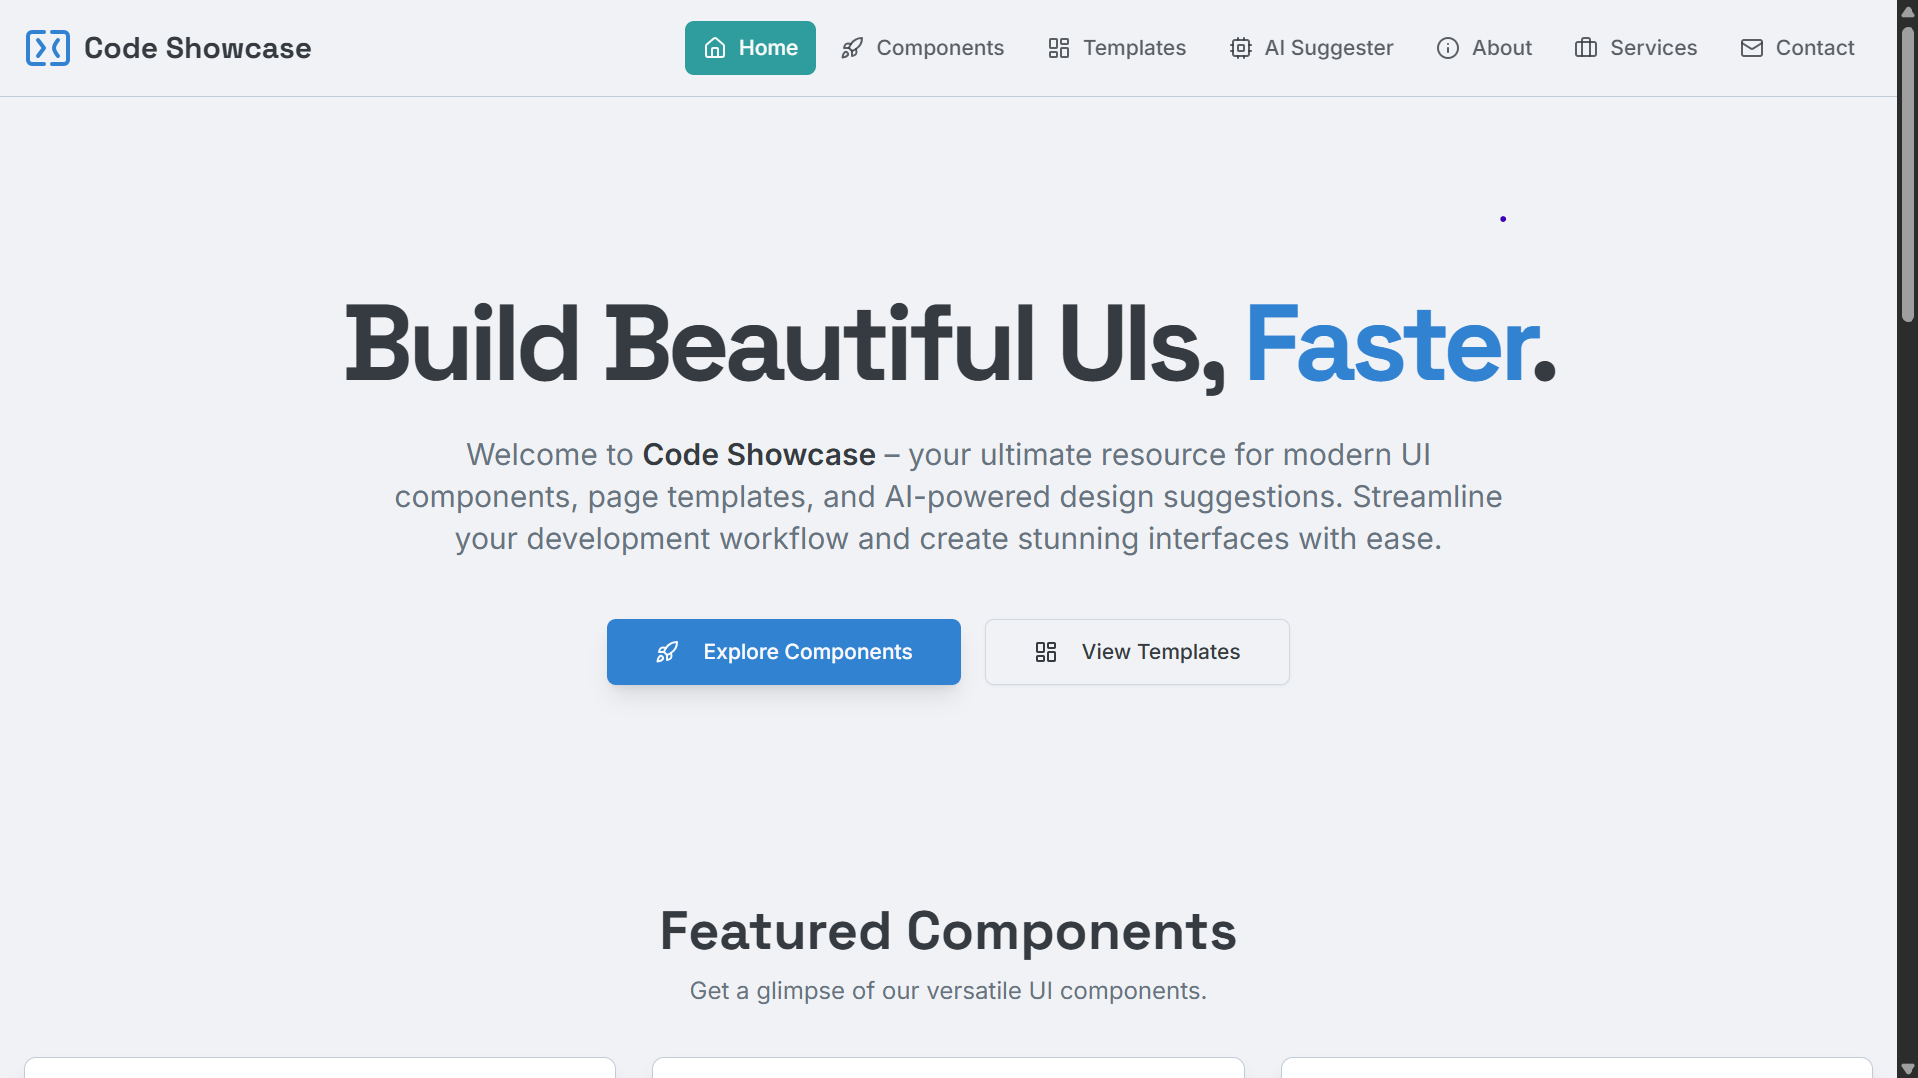 Code Showcase
Home
Components
Templates
AI Suggester
About
Services
Contact
Build Beautiful UIs, Faster.
Welcome to Code Showcase – your ultimate resource for modern UI
components, page templates, and AI-powered design suggestions. Streamline
your development workflow and create stunning interfaces with ease.
Explore Components
View Templates
Featured Components
Get a glimpse of our versatile UI components.